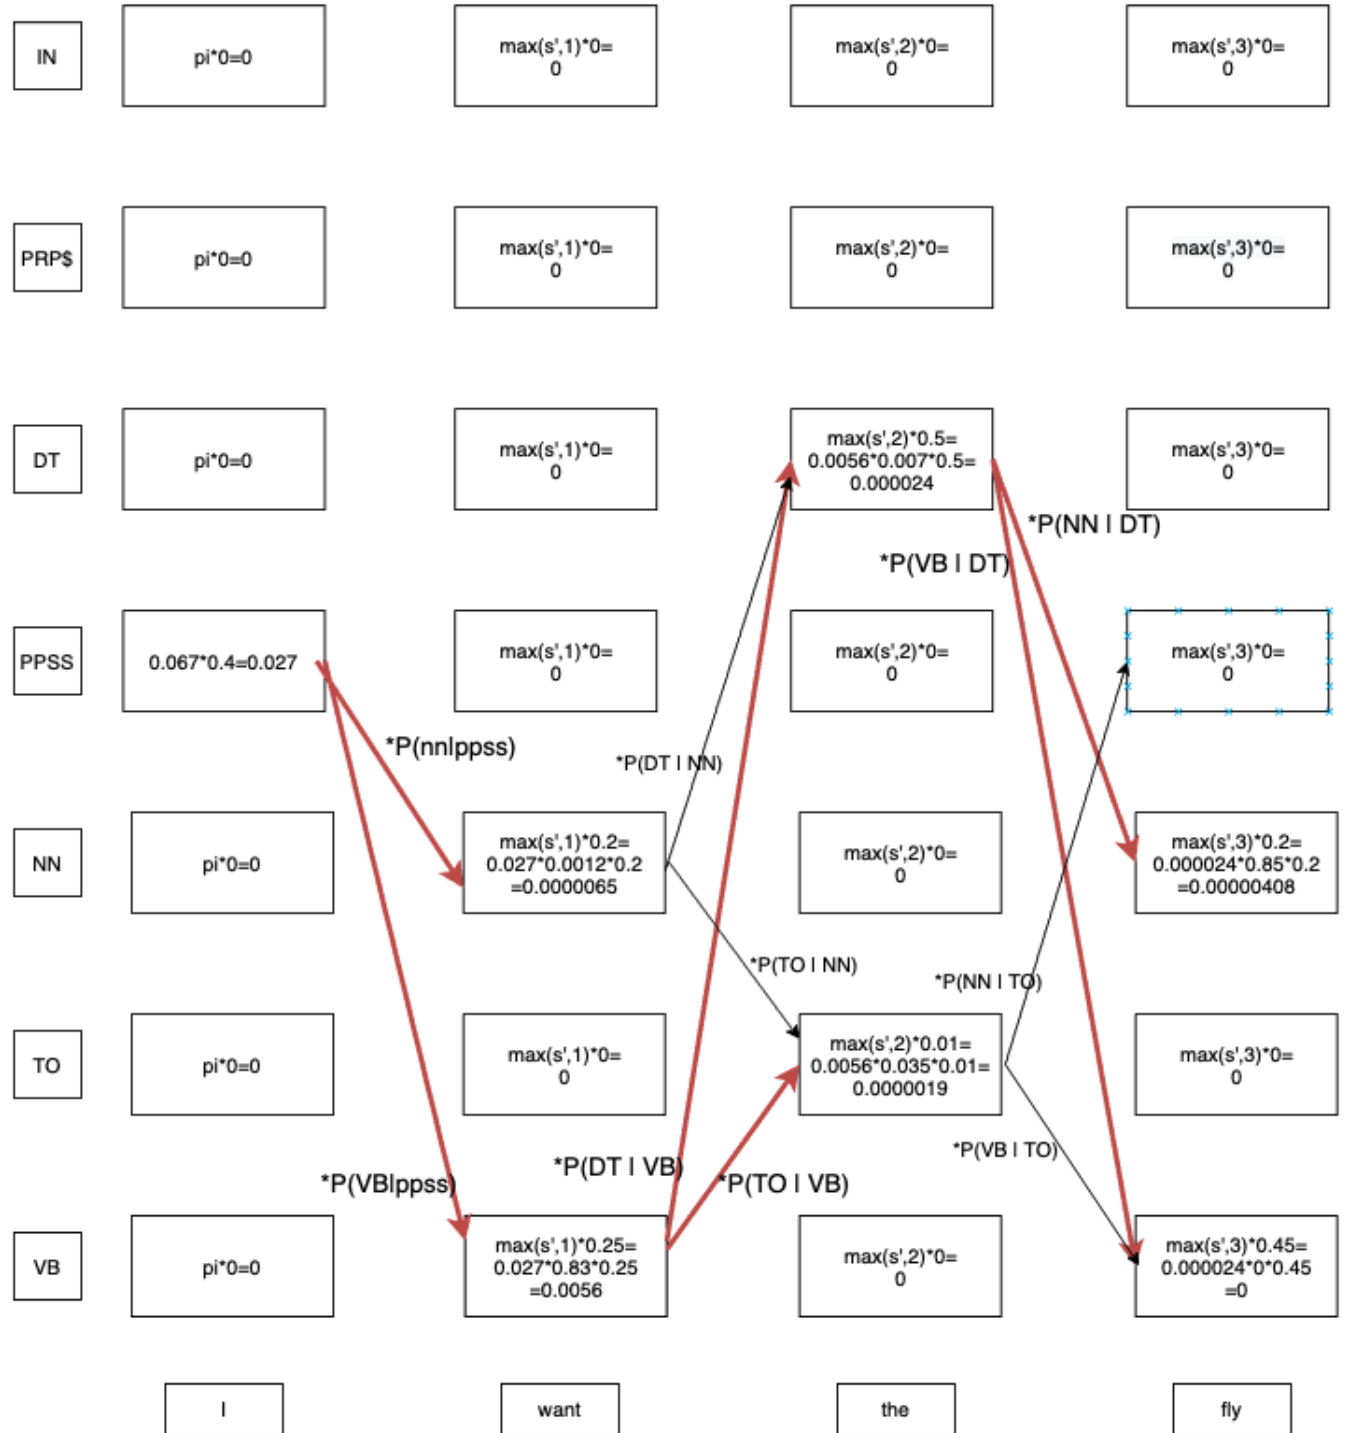 IN
pi*0=0
max(s',1)*0=
0
max(s',2)*0=
0
max(s',3)*0=
0
PRP$
pi*0=0
max(s',1)*0=
0
max(s',2)*0=
0
max(s',3)*0=
0
DT
pi*0=0
max(s',1)*0=
0
max(s',2)*0.5=
0.0056*0.007*0.5=
0.000024
max(s',3)*0=
0
*P(NN | DT)
*P(VB | DT)
PPSS
0.067*0.4=0.027
max(s',1)*0=
0
max(s',2)*0=
0
max(s',3)*0=
0
*P(nn|ppss)
*P(DT | NN)
NN
pi*0=0
max(s',1)*0.2=
0.027*0.0012*0.2
=0.0000065
max(s',2)*0=
0
max(s',3)*0.2=
0.000024*0.85*0.2
=0.00000408
*P(TO | NN)
*P(NN | TO)
TO
pi*0=0
max(s',1)*0=
0
max(s',2)*0.01=
0.0056*0.035*0.01=
0.0000019
max(s',3)*0=
0
*P(VB | TO)
*P(DT | VB)
*P(VB|ppss)
*P(TO | VB)
VB
pi*0=0
max(s',1)*0.25=
0.027*0.83*0.25
=0.0056
max(s',2)*0=
0
max(s',3)*0.45=
0.000024*0*0.45
=0
I
want
the
fly